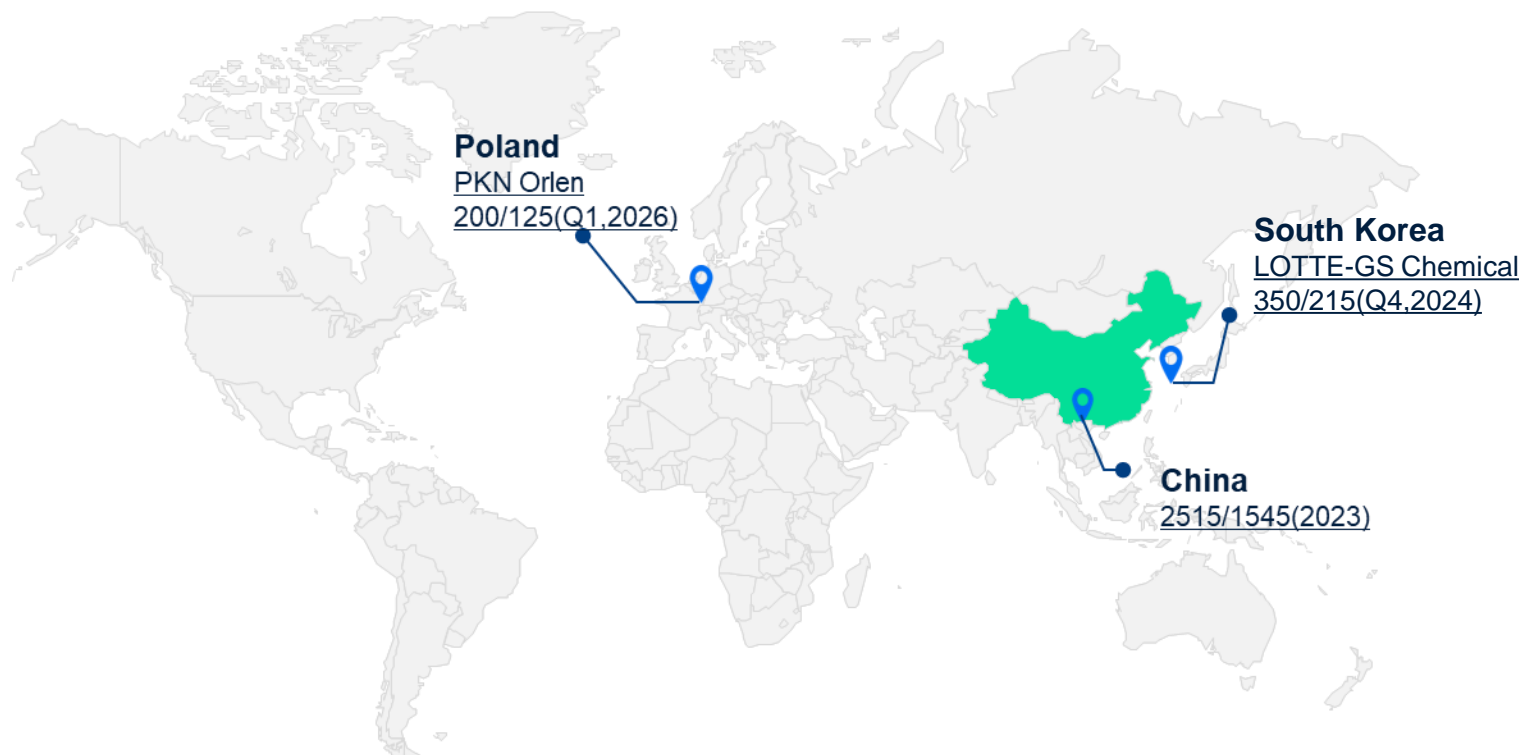 Poland
PKN Orlen
200/125(Q1,2026)
South Korea
LOTTE-GS Chemical
350/215(Q4,2024)
China
2515/1545(2023)